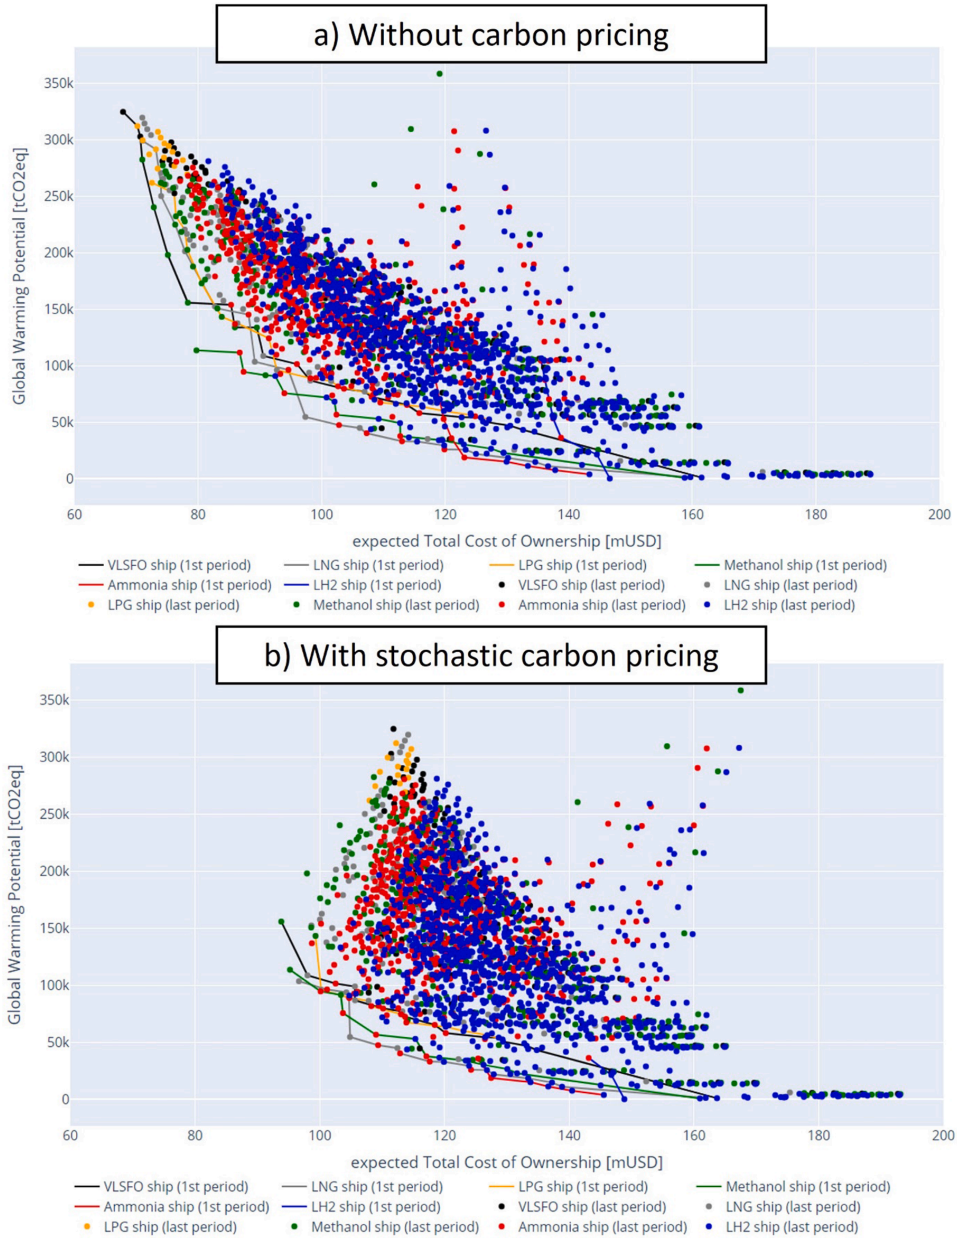 a) Without carbon pricing
350k
300k
250k
200k
150k
100k
50k
0
Global Warming Potential [tCO2eq]
60 80 100 120 140 160 180 200
expected Total Cost of Ownership [mUSD]
VLSFO ship (1st period) LNG ship (1st period) LPG ship (1st period) Methanol ship (1st period)
Ammonia ship (1st period) LH2 ship (1st period) VLSFO ship (last period) LNG ship (last period)
LPG ship (last period) Methanol ship (last period) Ammonia ship (last period) LH2 ship (last period)
b) With stochastic carbon pricing
350k
300k
250k
200k
150k
100k
50k
0
Global Warming Potential [tCO2eq]
60 80 100 120 140 160 180 200
expected Total Cost of Ownership [mUSD]
VLSFO ship (1st period) LNG ship (1st period) LPG ship (1st period) Methanol ship (1st period)
Ammonia ship (1st period) LH2 ship (1st period) VLSFO ship (last period) LNG ship (last period)
LPG ship (last period) Methanol ship (last period) Ammonia ship (last period) LH2 ship (last period)